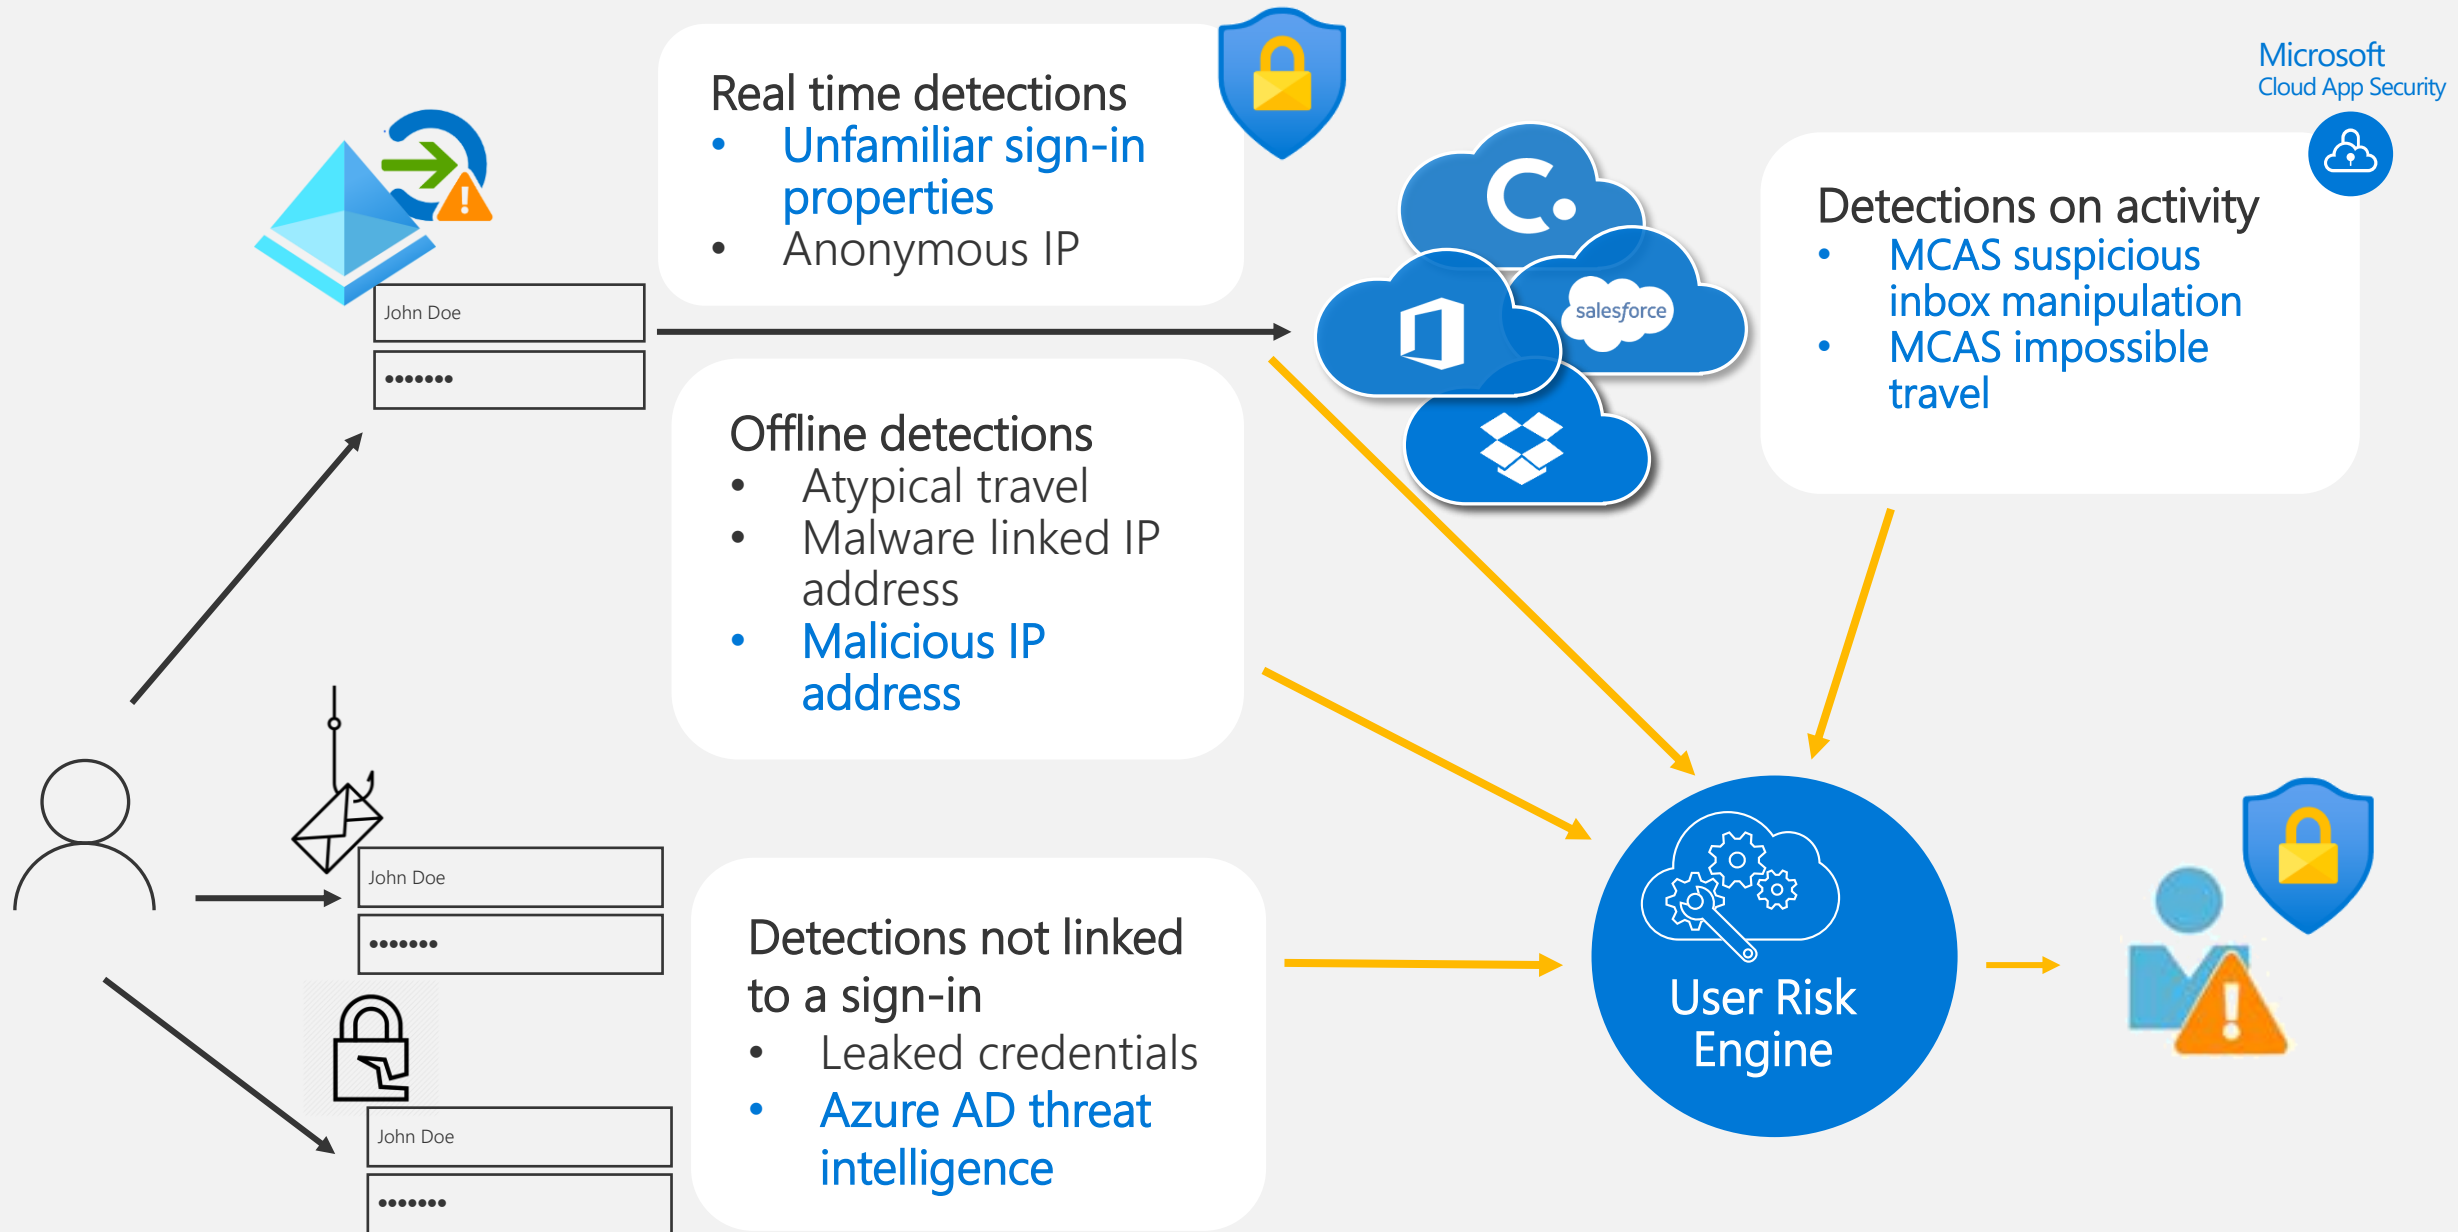 Microsoft
Cloud App Security
Real time detections
• Unfamiliar sign-in
properties
• Anonymous IP
John Doe
•••••••
salesforce
Detections on activity
• MCAS suspicious
inbox manipulation
• MCAS impossible
travel
Offline detections
• Atypical travel
• Malware linked IP
address
• Malicious IP
address
John Doe
•••••••
Detections not linked
to a sign-in
• Leaked credentials
• Azure AD threat
intelligence
User Risk
Engine
John Doe
•••••••